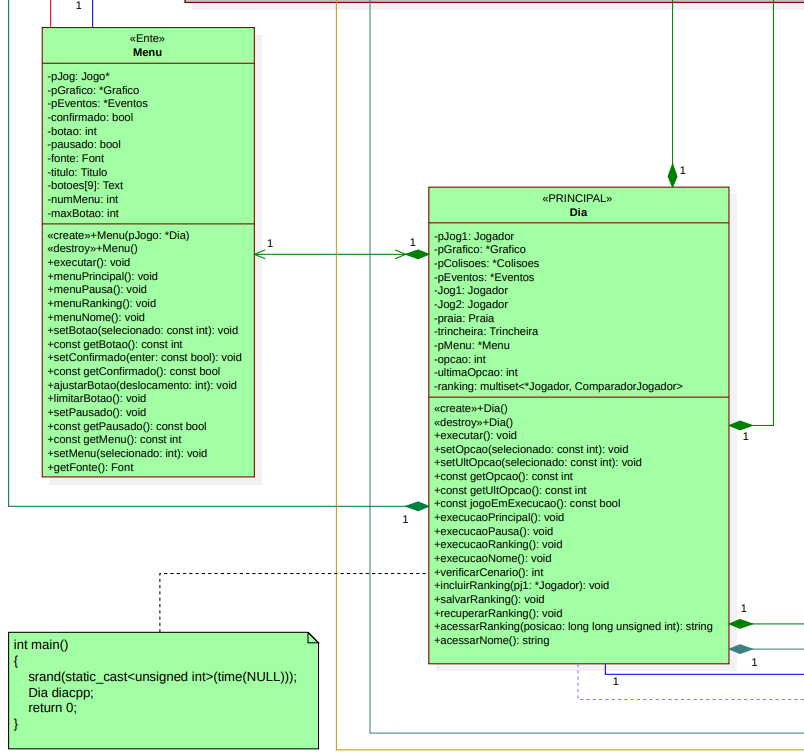 1
«Ente»
Menu
-pJog: Jogo*
-pGrafico: *Grafico
-pEventos: *Eventos
-confirmado: bool
-botao: int
-pausado: bool
-fonte: Font
-titulo: Titulo
-botoes[9]: Text
-numMenu: int
-maxBotao: int
«create»+Menu(pJogo: *Dia)
«destroy»+Menu()
+executar(): void
+menuPrincipal(): void
+menuPausa(): void
+menuRanking(): void
+menuNome(): void
+setBotao(selecionado: const int): void
+const getBotao(): const int
+setConfirmado(enter: const bool): void
+const getConfirmado(): const bool
+ajustarBotao(deslocamento: int): void
+limitarBotao(): void
+setPausado(): void
+const getPausado(): const bool
+const getMenu(): const int
+setMenu(selecionado: int): void
+getFonte(): Font
1
1
1
«PRINCIPAL»
Dia
-pJog1: Jogador
-pGrafico: *Grafico
-pColisoes: *Colisoes
-pEventos: *Eventos
-Jog1: Jogador
-Jog2: Jogador
-praia: Praia
-trincheira: Trincheira
-pMenu: *Menu
-opcao: int
-ultimaOpcao: int
-ranking: multiset<*Jogador, ComparadorJogador>
«create»+Dia()
«destroy»+Dia()
+executar(): void
+setOpcao(selecionado: const int): void
+setUltOpcao(selecionado: const int): void
+const getOpcao(): const int
+const getUltOpcao(): const int
+const jogoEmExecucao(): const bool
+execucaoPrincipal(): void
+execucaoPausa(): void
+execucaoRanking(): void
+execucaoNome(): void
+verificarCenario(): int
+incluirRanking(pj1: *Jogador): void
+salvarRanking(): void
+recuperarRanking(): void
+acessarRanking(posicao: long long unsigned int): string
+acessarNome(): string
1
1
1
1
1
int main()
{
srand(static_cast<unsigned int>(time(NULL)));
Dia diacpp;
return 0;
}